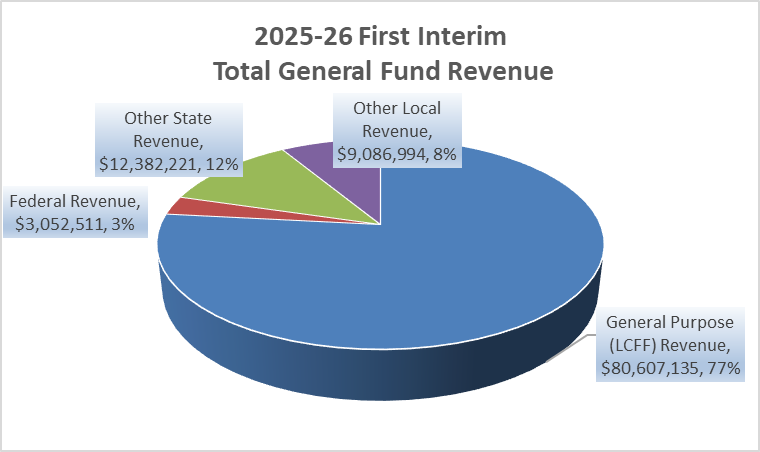 2025-26 First Interim
Total General Fund Revenue
Other Local
Revenue,
$9,086,994, 8%
Other State
Revenue,
$12,382,221, 12%
Federal Revenue,
$3,052,511, 3%
General Purpose
(LCFF) Revenue,
$80,607,135, 77%